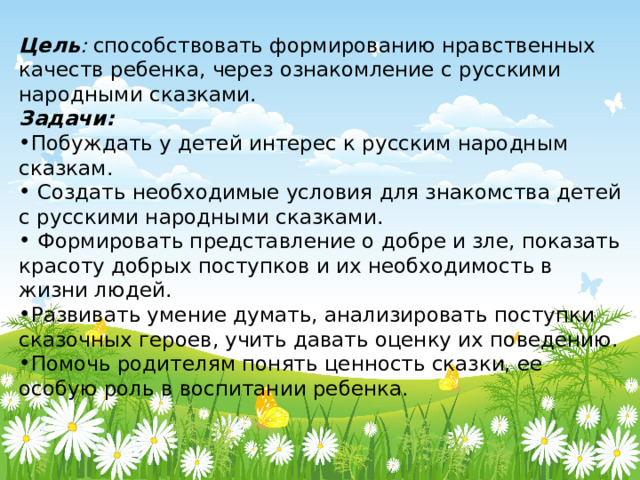 Цель: способствовать формированию нравственных
качеств ребенка, через ознакомление с русскими
народными сказками.
Задачи:
•Побуждать у детей интерес к русским народным
сказкам.
• Создать необходимые условия для знакомства детей
с русскими народными сказками.
• Формировать представление о добре и зле, показать
красоту добрых поступков и их необходимость в
жизни людей.
•Развивать умение думать, анализировать поступки
сказочных героев, учить давать оценку их поведению.
•Помочь родителям понять ценность сказки, ее
особую роль в воспитании ребенка.